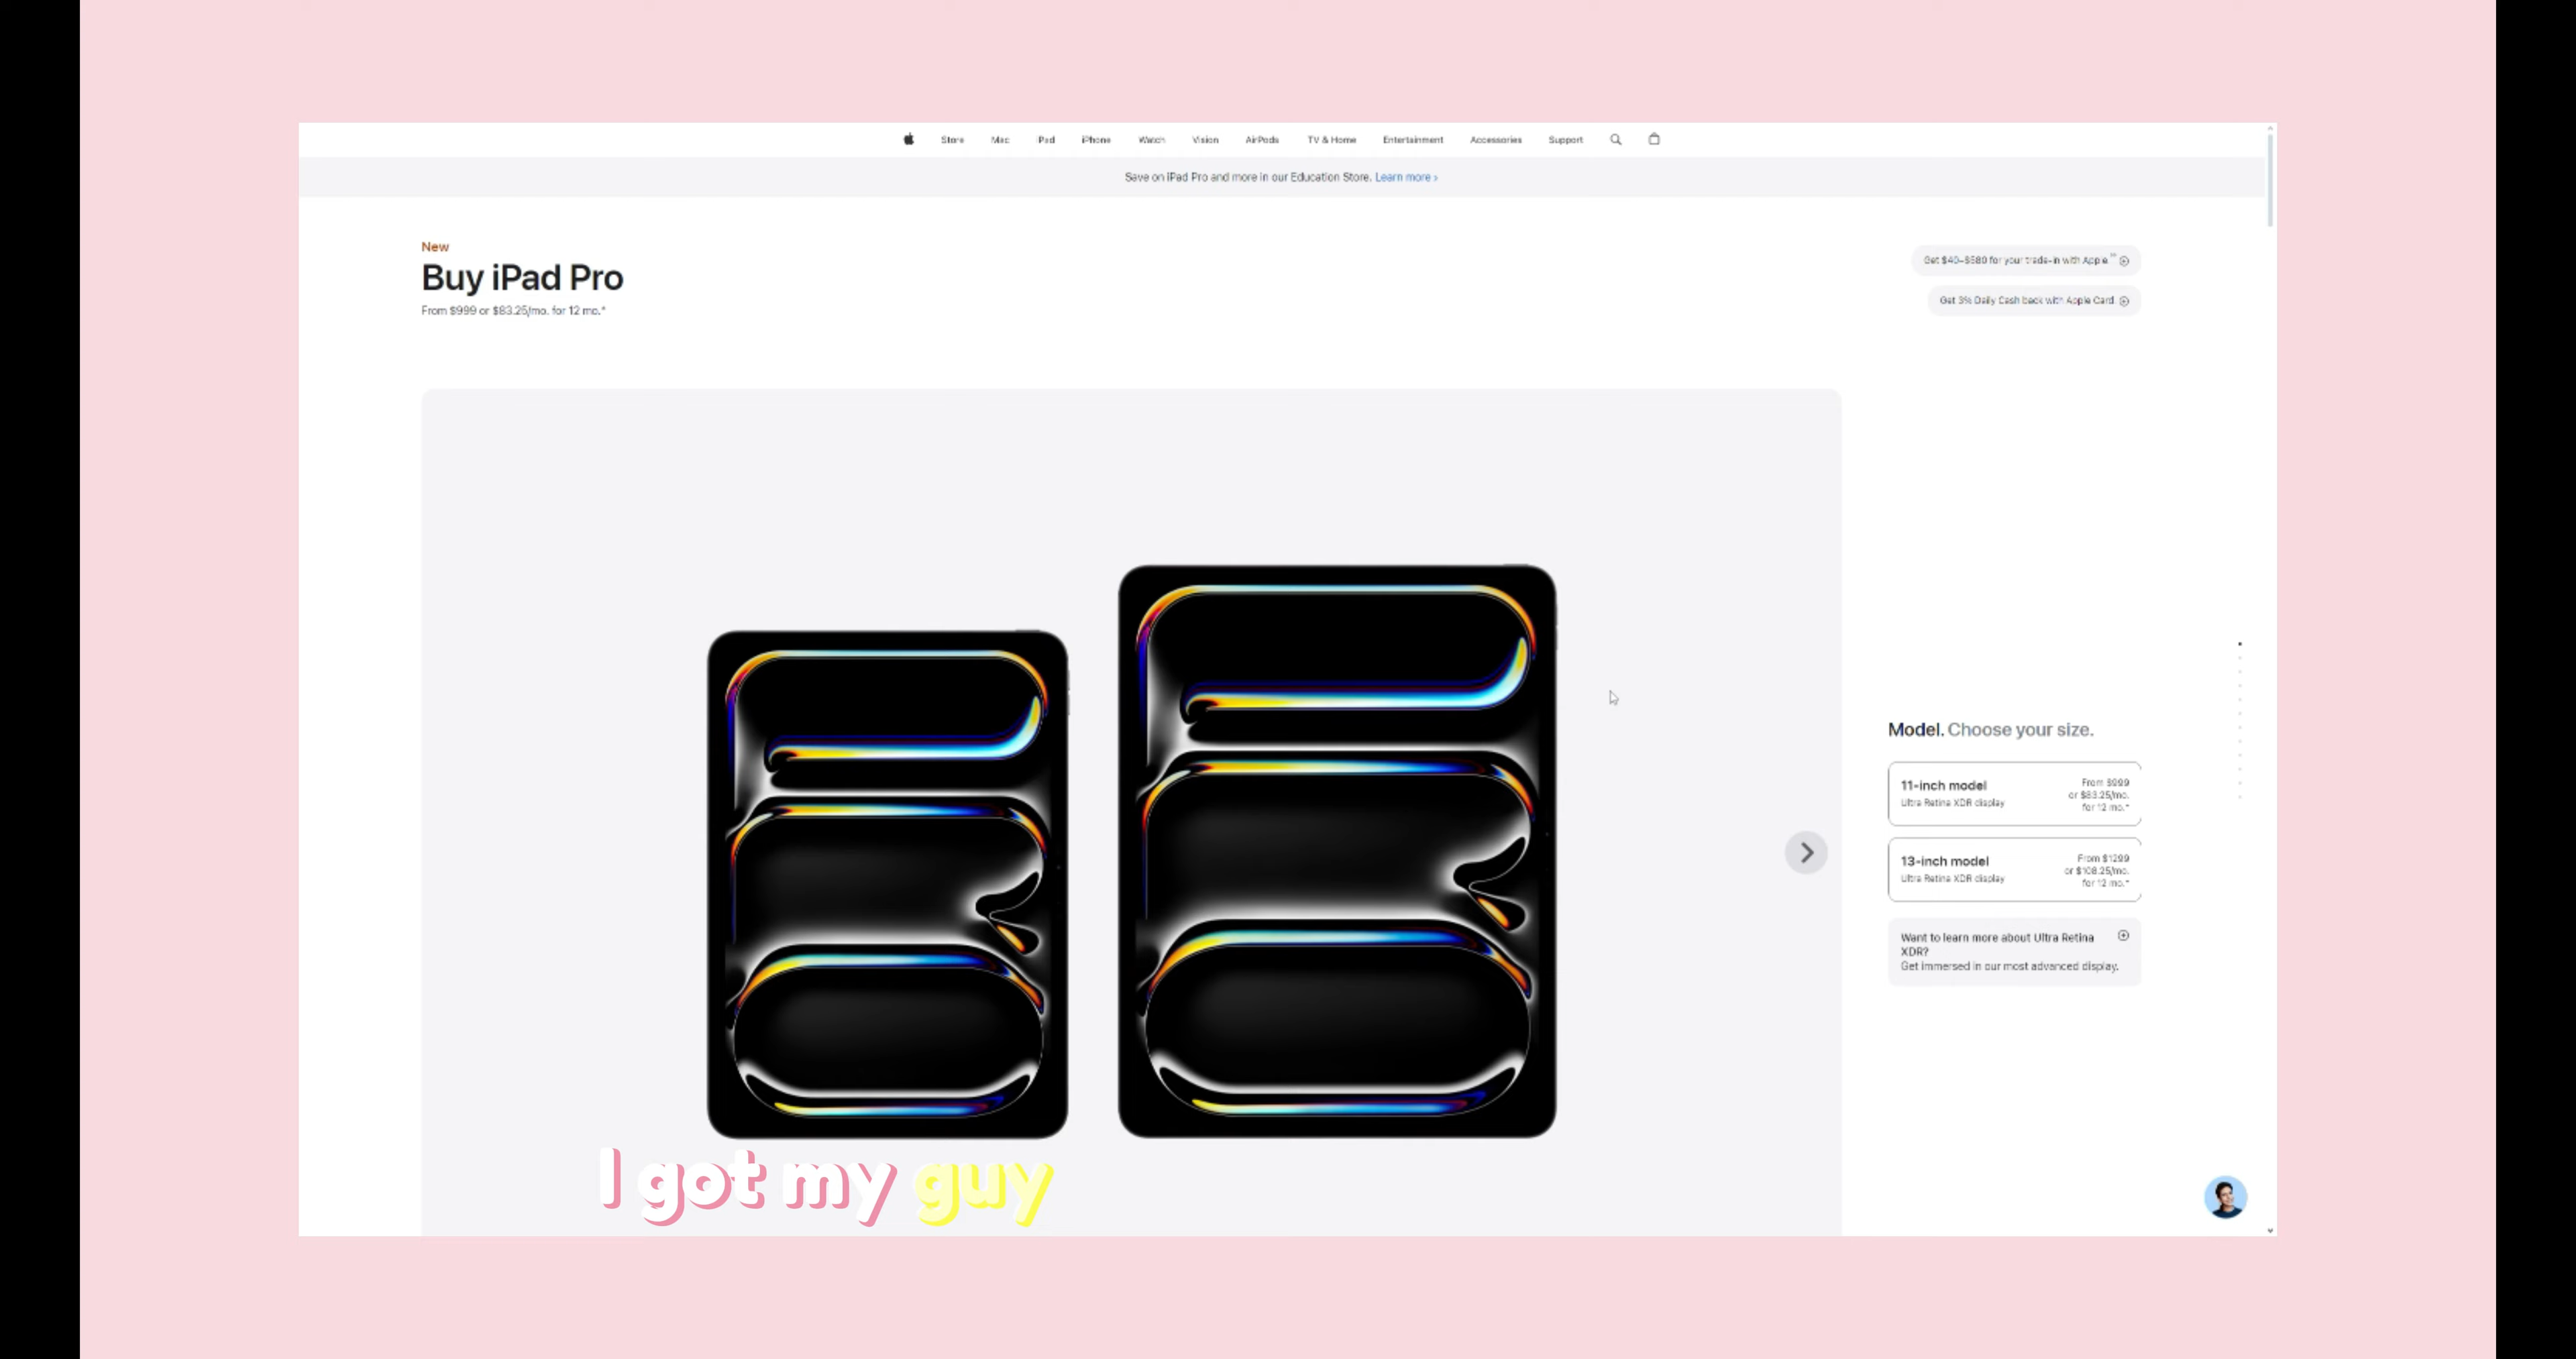 Store Mac iPad iPhone Watch Vision AirPods TV & Home Entertainment Accessories Support
Save on iPad Pro and more in our Education Store. Learn more >
New
Buy iPad Pro
From $999 or $83.25/mo. for 12 mo.*
Get $40–$580 for your trade-in with Apple.
Get 3% Daily Cash back with Apple Card
Model. Choose your size.
11-inch model
Ultra Retina XDR display
From $999
or $83.25/mo.
for 12 mo.*
13-inch model
Ultra Retina XDR display
From $1299
or $108.25/mo.
for 12 mo.*
Want to learn more about Ultra Retina
XDR?
Get immersed in our most advanced display.
I got my guy